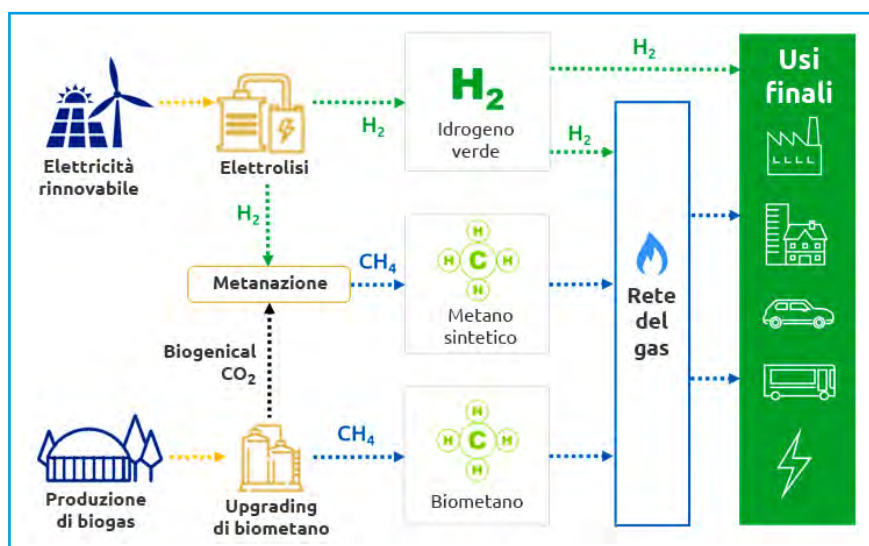 Elettricità
rinnovabile
Elettrolisi
H₂
H₂
H₂
Idrogeno
verde
H₂
H₂
Usi
finali
Metanazione
CH₄
H
H
C
H
H
Metano
sintetico
Rete
del
gas
Biogenical
CO₂
Produzione
di biogas
Upgrading
di biometano
CH₄
H
H
C
H
H
Biometano